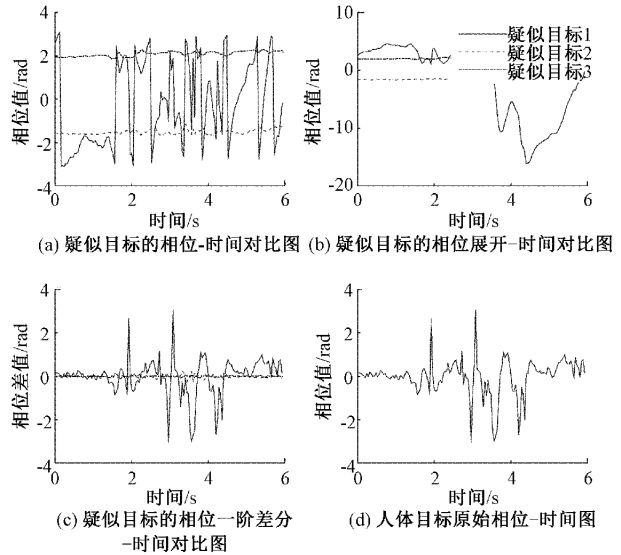 4
2
0
-2
-4
相位值/rad
0
2
4
6
时间/s
(a) 疑似目标的相位-时间对比图
10
0
-10
-20
相位值/rad
0
2
4
6
时间/s
疑似目标1
疑似目标2
疑似目标3
(b) 疑似目标的相位展开-时间对比图
4
2
0
-2
-4
相位差值/rad
0
2
4
6
时间/s
(c) 疑似目标的相位一阶差分
-时间对比图
4
2
0
-2
-4
相位值/rad
0
2
4
6
时间/s
(d) 人体目标原始相位-时间图